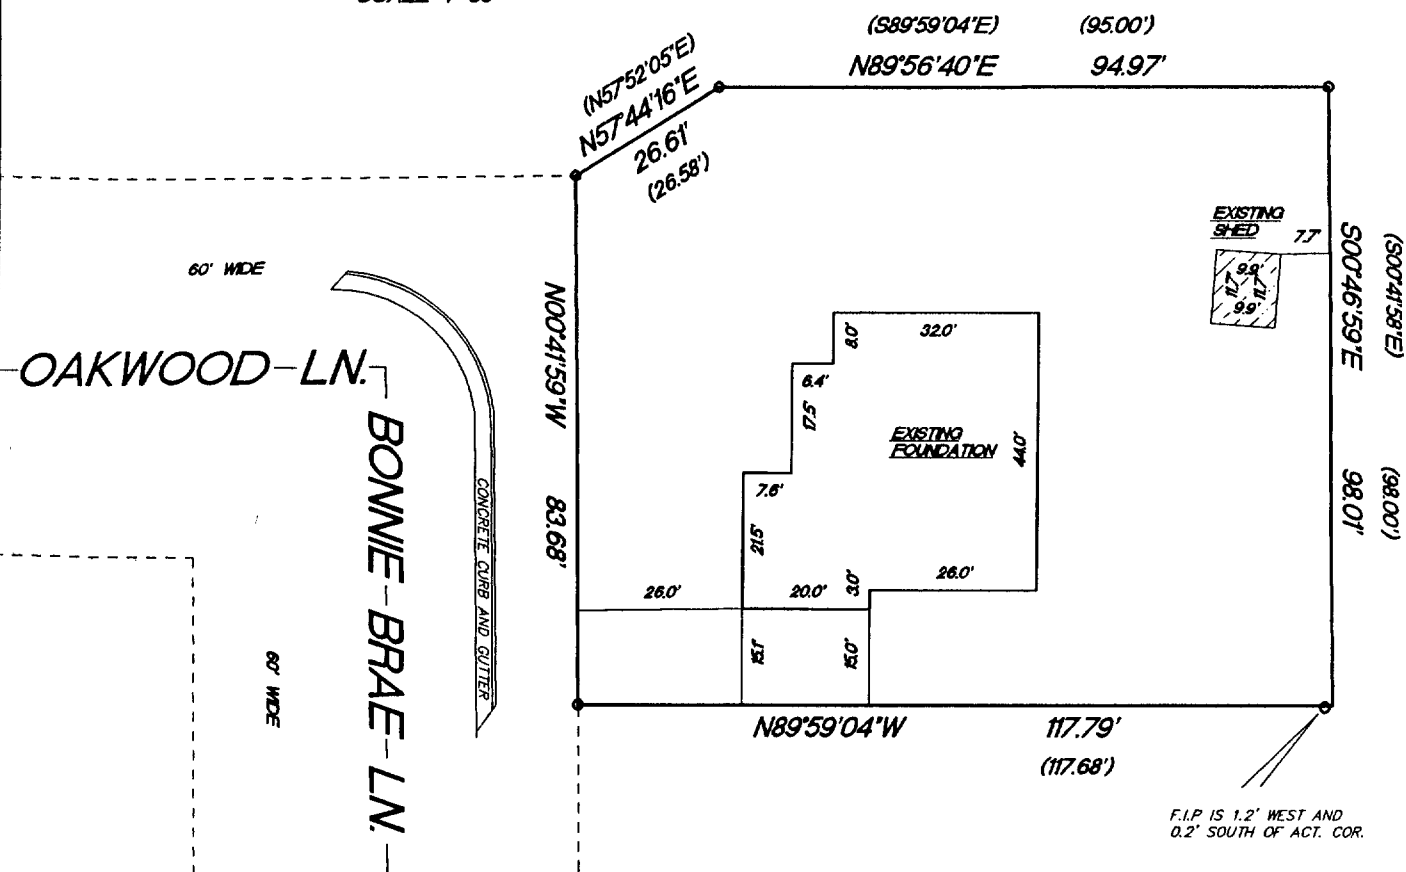 (S89°59'04"E) (95.00')
N89°56'40"E 94.97'
(N57°52'05"E)
N57°44'16"E
26.61'
(26.58')
EXISTING
SHED
7.7'
9.9'
11.7'
11.7'
9.9'
S00°46'59"E 98.01'
(S00°41'58"E) (98.00')
60' WIDE
OAKWOOD LN.
N00°41'59"W 83.68'
8.0'
32.0'
6.4'
17.5'
EXISTING
FOUNDATION
44.0'
7.6'
21.5'
26.0'
20.0'
3.0'
26.0'
15.1'
15.0'
BONNIE BRAE LN.
CONCRETE CURB AND GUTTER
60' WIDE
N89°59'04"W 117.79'
(117.68')
F.I.P IS 1.2' WEST AND
0.2' SOUTH OF ACT. COR.